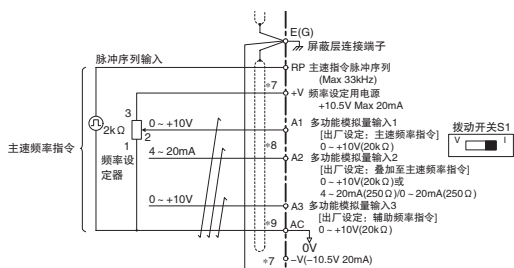 E(G)
屏蔽层连接端子
脉冲序列输入
RP 主速指令脉冲序列
(Max 33kHz)
*7
+V 频率设定用电源
+10.5V Max 20mA
3
2kΩ
0~+10V
A1 多功能模拟量输入1
[出厂设定：主速频率指令]
0~+10V(20kΩ)
拨动开关S1
V I
主速频率指令
1
2
频率设定器
4~20mA
*8
A2 多功能模拟量输入2
[出厂设定：叠加至主速频率指令]
0~+10V(20kΩ)或
4~20mA(250Ω)/0~20mA(250Ω)
0~+10V
A3 多功能模拟量输入3
[出厂设定：辅助频率指令]
0~+10V(20kΩ)
*9
AC
0V
*7
-V(-10.5V 20mA)